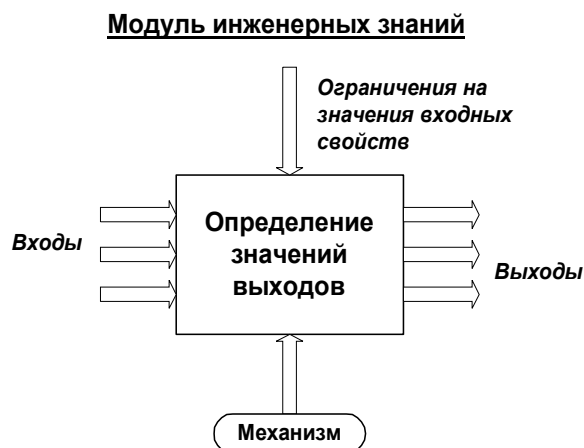 Модуль инженерных знаний
Ограничения на
значения входных
свойств
Входы
Определение
значений
выходов
Выходы
Механизм